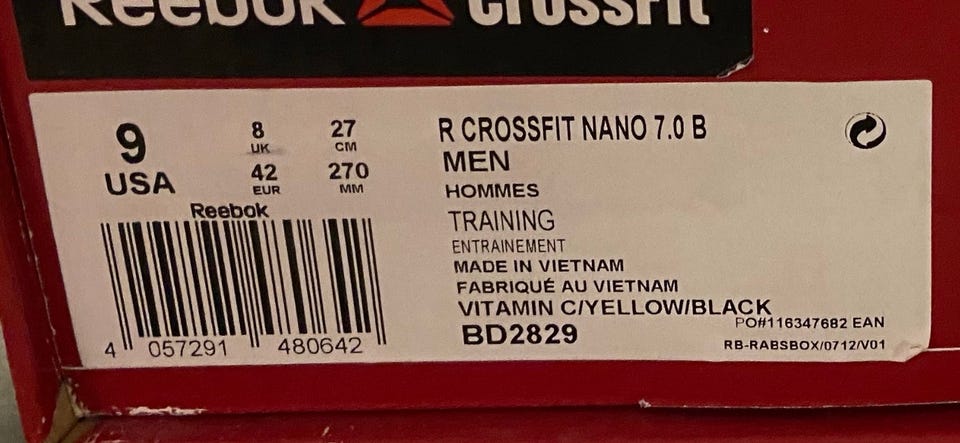 Reebok CrossFit
9 USA
8 UK
27 CM
42 EUR
270 MM
Reebok
4 057291 480642
R CROSSFIT NANO 7.0 B
MEN
HOMMES
TRAINING
ENTRAINEMENT
MADE IN VIETNAM
FABRIQUÉ AU VIETNAM
VITAMIN C/YELLOW/BLACK
BD2829
PO#116347682 EAN
RB-RABSBOX/0712/V01